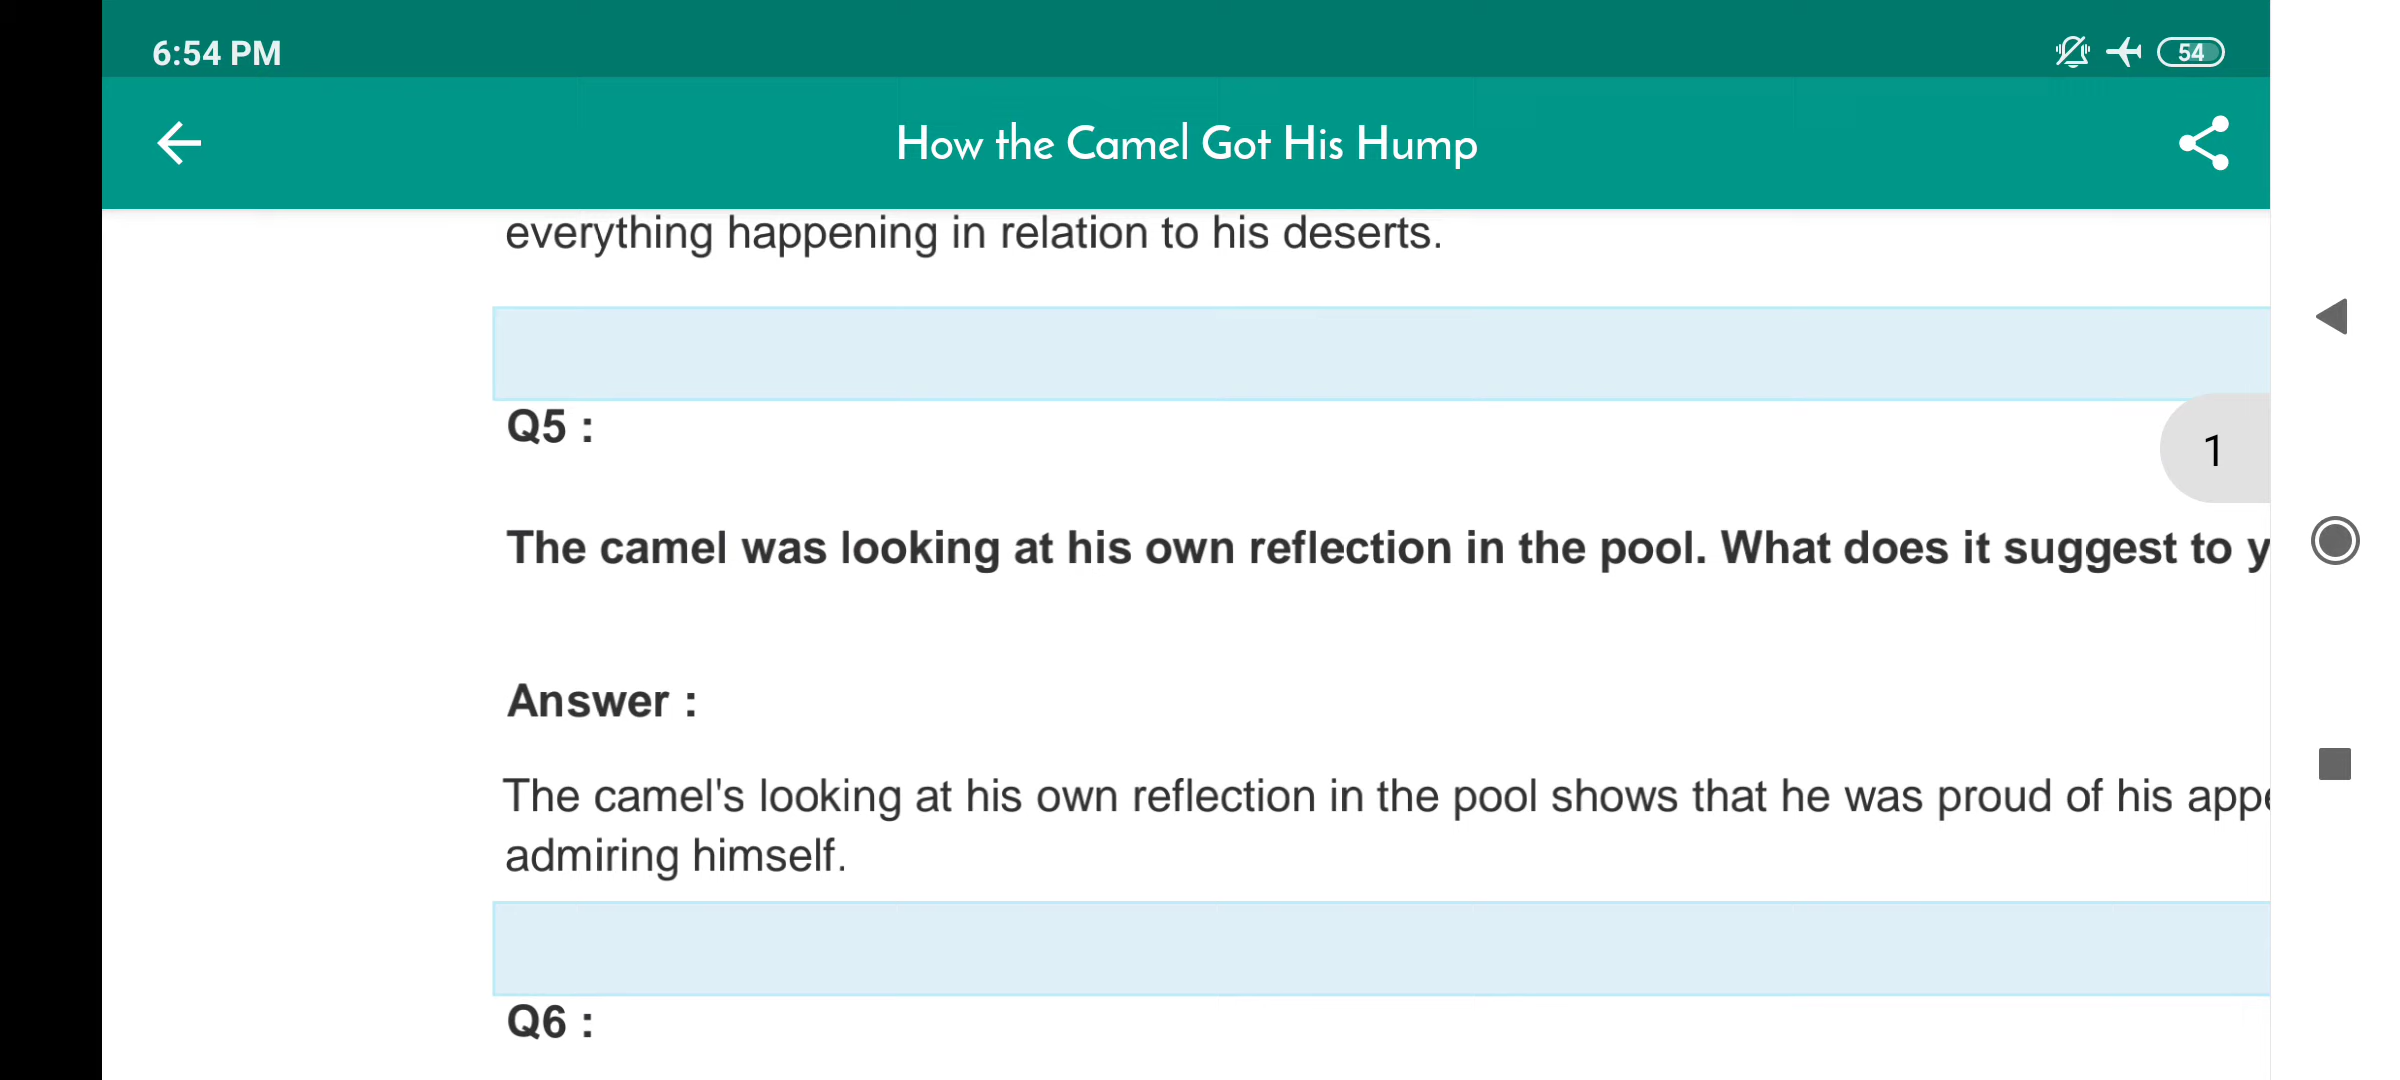 6:54 PM
54
How the Camel Got His Hump
everything happening in relation to his deserts.
Q5 :
1
The camel was looking at his own reflection in the pool. What does it suggest to y
Answer :
The camel's looking at his own reflection in the pool shows that he was proud of his app
admiring himself.
Q6 :